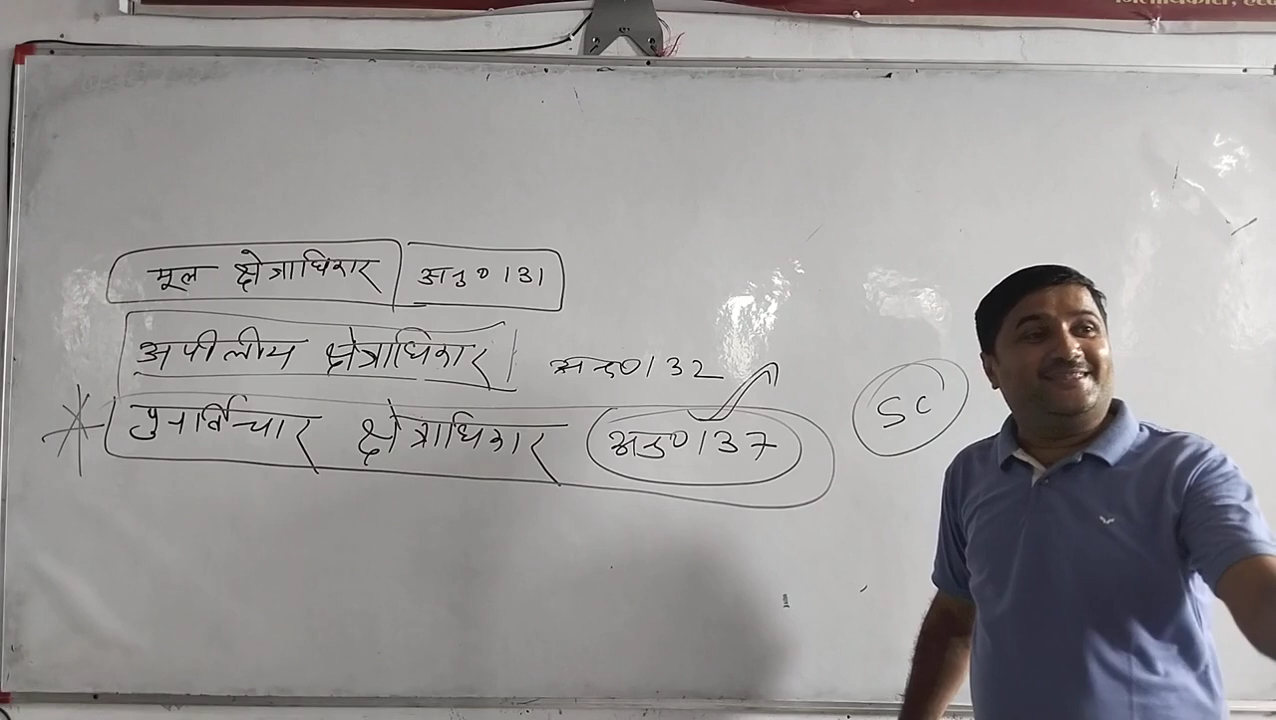 मूल क्षेत्राधिकार अनु० 131
अपीलीय क्षेत्राधिकार अनु० 132
पुनर्विचार क्षेत्राधिकार अनु० 137
SC